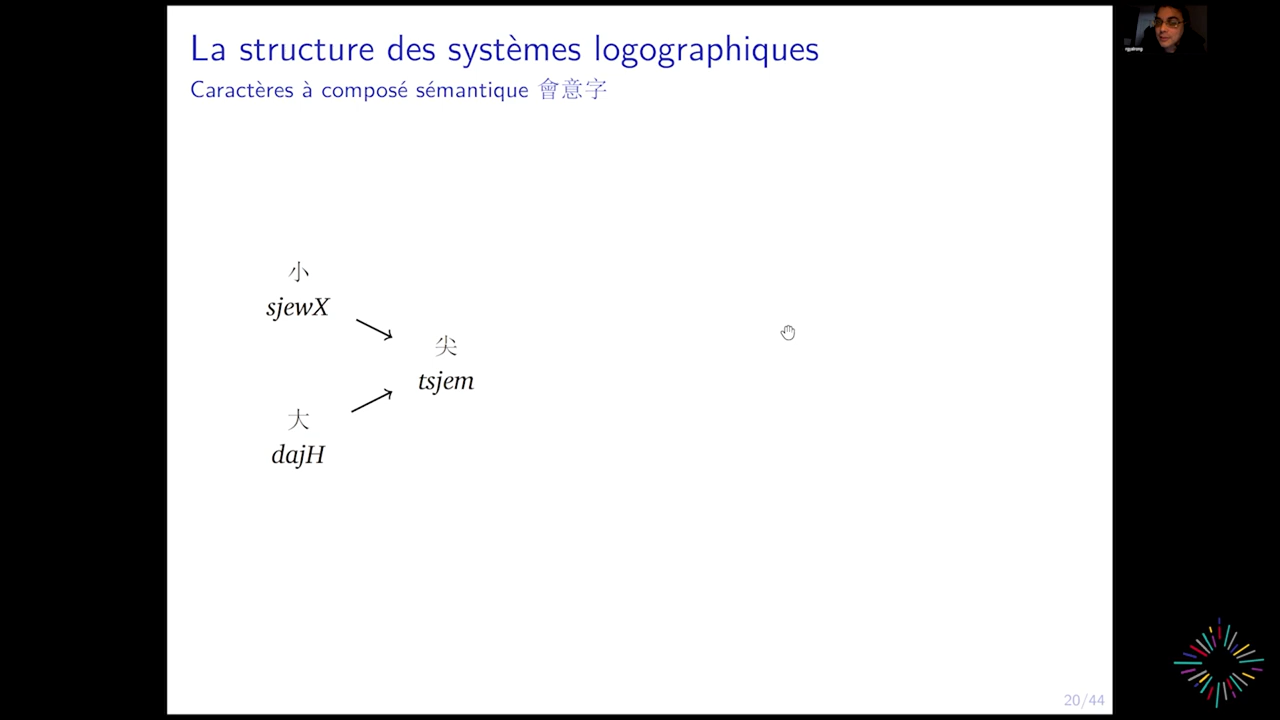 La structure des systèmes logographiques
Caractères à composé sémantique 會意字
小
sjewX
尖
tsjem
大
dajH
20/44